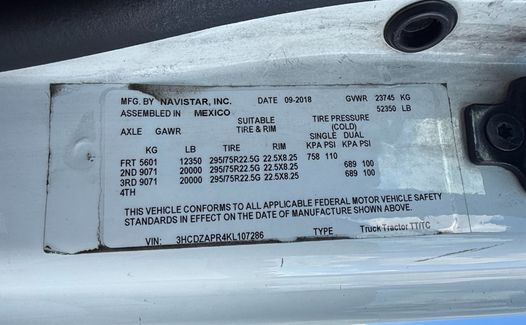 MFG. BY NAVISTAR, INC. DATE 09-2018 GVWR 23745 KG
ASSEMBLED IN MEXICO 52350 LB
SUITABLE TIRE PRESSURE
AXLE GAWR TIRE & RIM (COLD)
SINGLE DUAL
KG LB TIRE RIM KPA PSI KPA PSI
FRT 5601 12350 295/75R22.5G 22.5X8.25 758 110
2ND 9071 20000 295/75R22.5G 22.5X8.25 689 100
3RD 9071 20000 295/75R22.5G 22.5X8.25 689 100
4TH
THIS VEHICLE CONFORMS TO ALL APPLICABLE FEDERAL MOTOR VEHICLE SAFETY
STANDARDS IN EFFECT ON THE DATE OF MANUFACTURE SHOWN ABOVE.
VIN: 3HCDZAPR4KL107286 TYPE Truck Tractor TT/TC